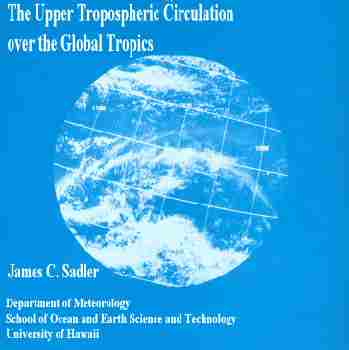 The Upper Tropospheric Circulation
over the Global Tropics
James C. Sadler
Department of Meteorology
School of Ocean and Earth Science and Technology
University of Hawaii